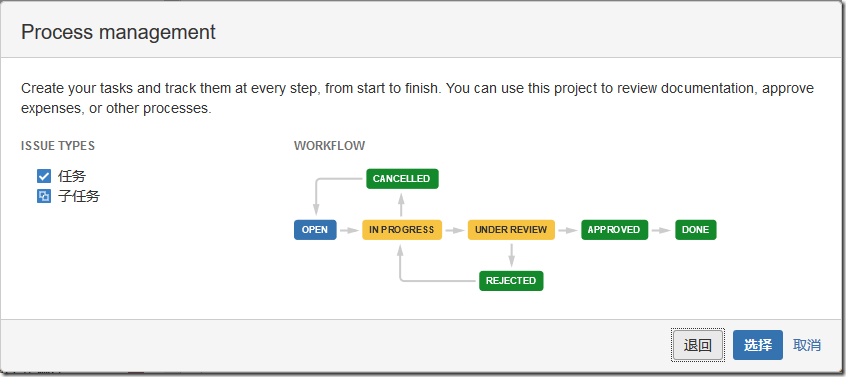 Process management
Create your tasks and track them at every step, from start to finish. You can use this project to review documentation, approve
expenses, or other processes.
ISSUE TYPES
WORKFLOW
任务
子任务
CANCELLED
OPEN
IN PROGRESS
UNDER REVIEW
APPROVED
DONE
REJECTED
退回
选择
取消